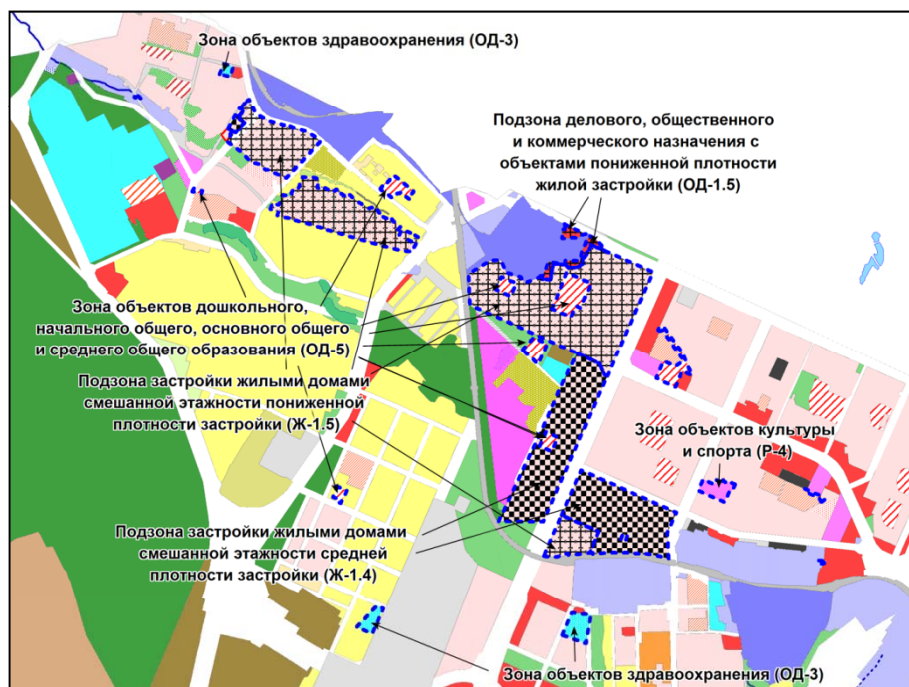 Зона объектов здравоохранения (ОД-3)
Подзона делового, общественного
и коммерческого назначения с
объектами пониженной плотности
жилой застройки (ОД-1.5)
Зона объектов дошкольного,
начального общего, основного общего
и среднего общего образования (ОД-5)
Подзона застройки жилыми домами
смешанной этажности пониженной
плотности застройки (Ж-1.5)
Зона объектов культуры
и спорта (Р-4)
Подзона застройки жилыми домами
смешанной этажности средней
плотности застройки (Ж-1.4)
Зона объектов здравоохранения (ОД-3)